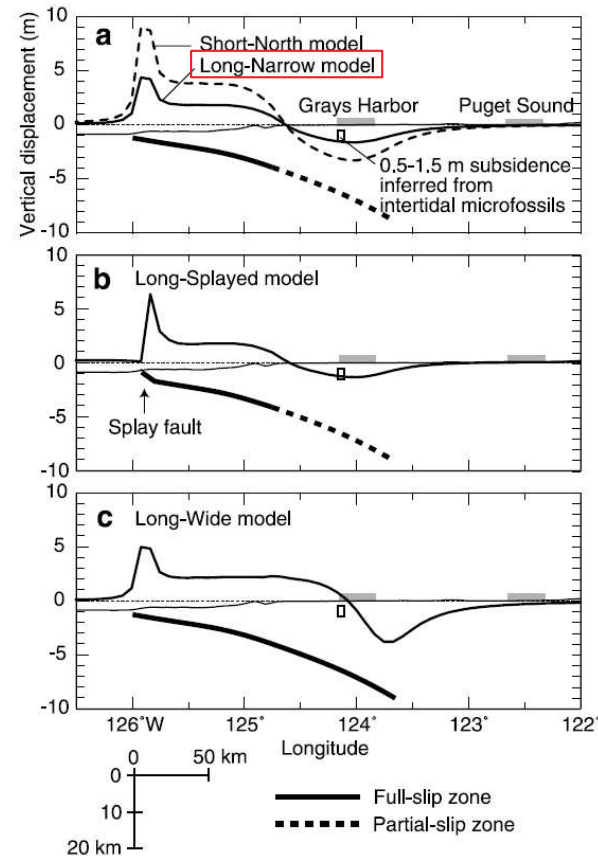 10
a
Short-North model
Long-Narrow model
5
Grays Harbor
Puget Sound
0
0.5-1.5 m subsidence
inferred from
intertidal microfossils
-5
-10
Vertical displacement (m)
10
b
Long-Splayed model
5
0
Splay fault
-5
-10
10
c
Long-Wide model
5
0
-5
-10
126°W
125°
124°
123°
122°
Longitude
0
50 km
0
10
20 km
Full-slip zone
Partial-slip zone